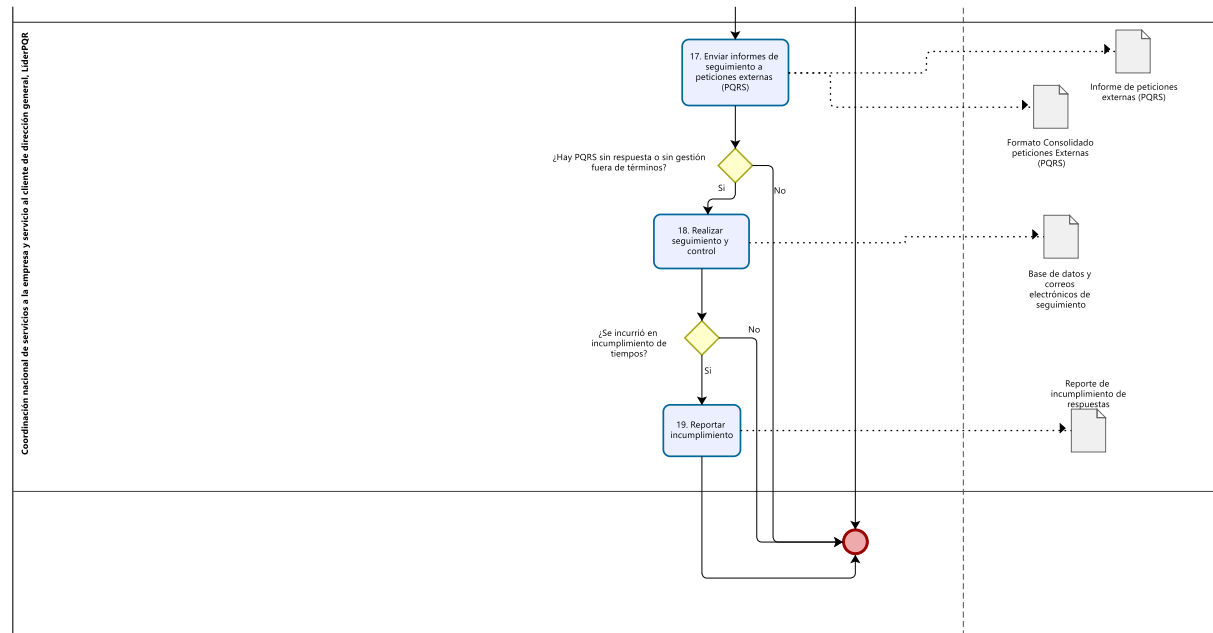 Coordinación nacional de servicios a la empresa y servicio al cliente de dirección general, LíderPQR
17. Enviar informes de
seguimiento a
peticiones externas
(PQRS)
Informe de peticiones
externas (PQRS)
Formato Consolidado
peticiones Externas
(PQRS)
¿Hay PQRS sin respuesta o sin gestión
fuera de términos?
Si
No
18. Realizar
seguimiento y
control
Base de datos y
correos
electrónicos de
seguimiento
¿Se incurrió en
incumplimiento de
tiempos?
No
Si
Reporte de
incumplimiento de
respuestas
19. Reportar
incumplimiento